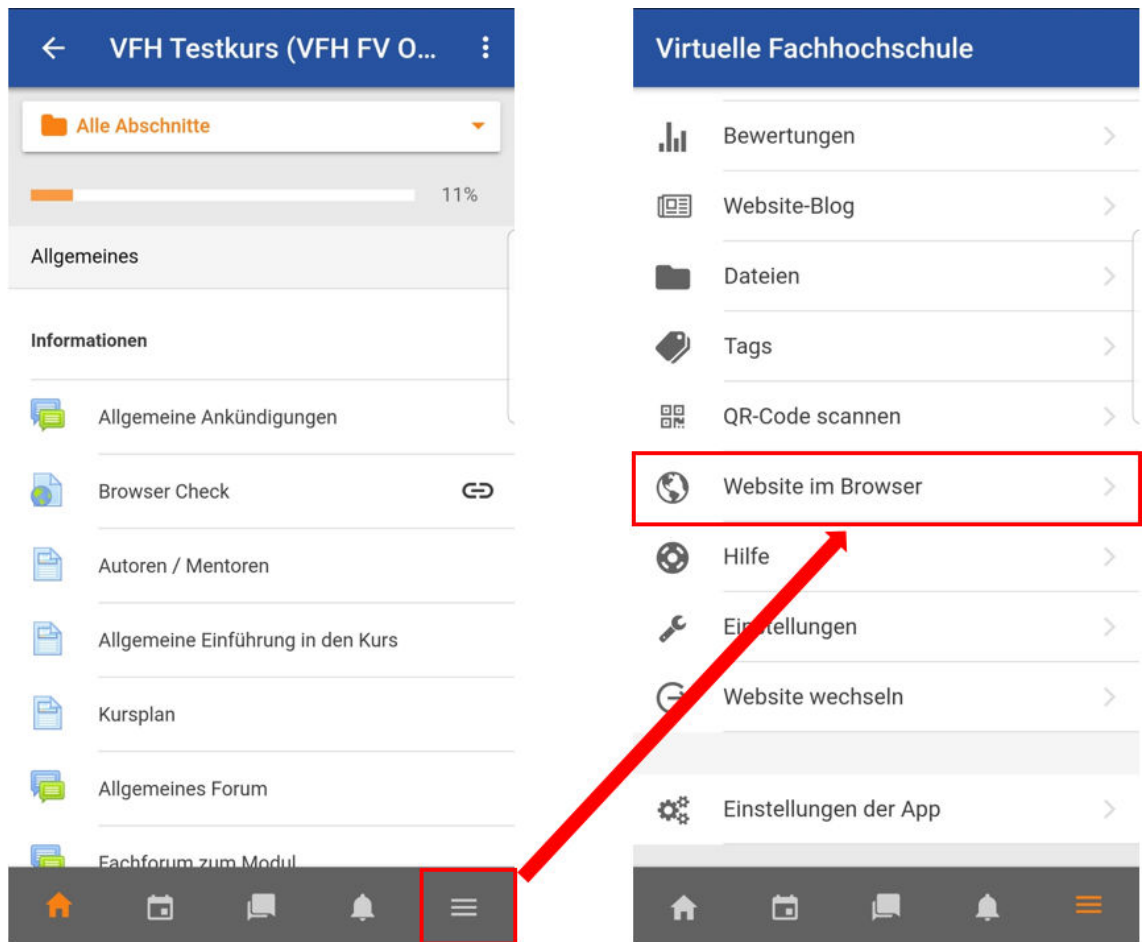 VFH Testkurs (VFH FV O...
Alle Abschnitte
11%
Allgemeines
Informationen
Allgemeine Ankündigungen
Browser Check
Autoren / Mentoren
Allgemeine Einführung in den Kurs
Kursplan
Allgemeines Forum
Fachforum zum Modul
Virtuelle Fachhochschule
Bewertungen
Website-Blog
Dateien
Tags
QR-Code scannen
Website im Browser
Hilfe
Einstellungen
Website wechseln
Einstellungen der App